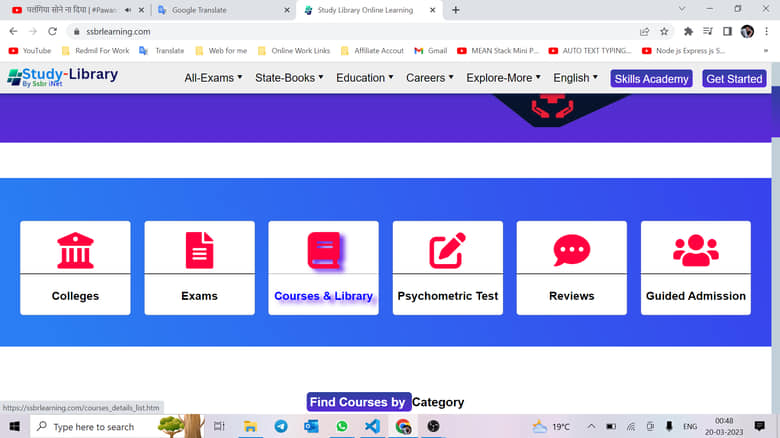 पलंगिया सोने ना दिया | #Pawan
Google Translate
Study Library Online Learning
ssbrlearning.com
YouTube
Redmil For Work
Translate
Web for me
Online Work Links
Affiliate Accout
Gmail
MEAN Stack Mini P...
AUTO TEXT TYPING...
Node js Express js S...
Study-Library
By Ssbr iNet
All-Exams
State-Books
Education
Careers
Explore-More
English
Skills Academy
Get Started
Colleges
Exams
Courses & Library
Psychometric Test
Reviews
Guided Admission
Find Courses by Category
https://ssbrlearning.com/courses_details_list.htm
Type here to search
19°C
ENG
00:48
20-03-2023